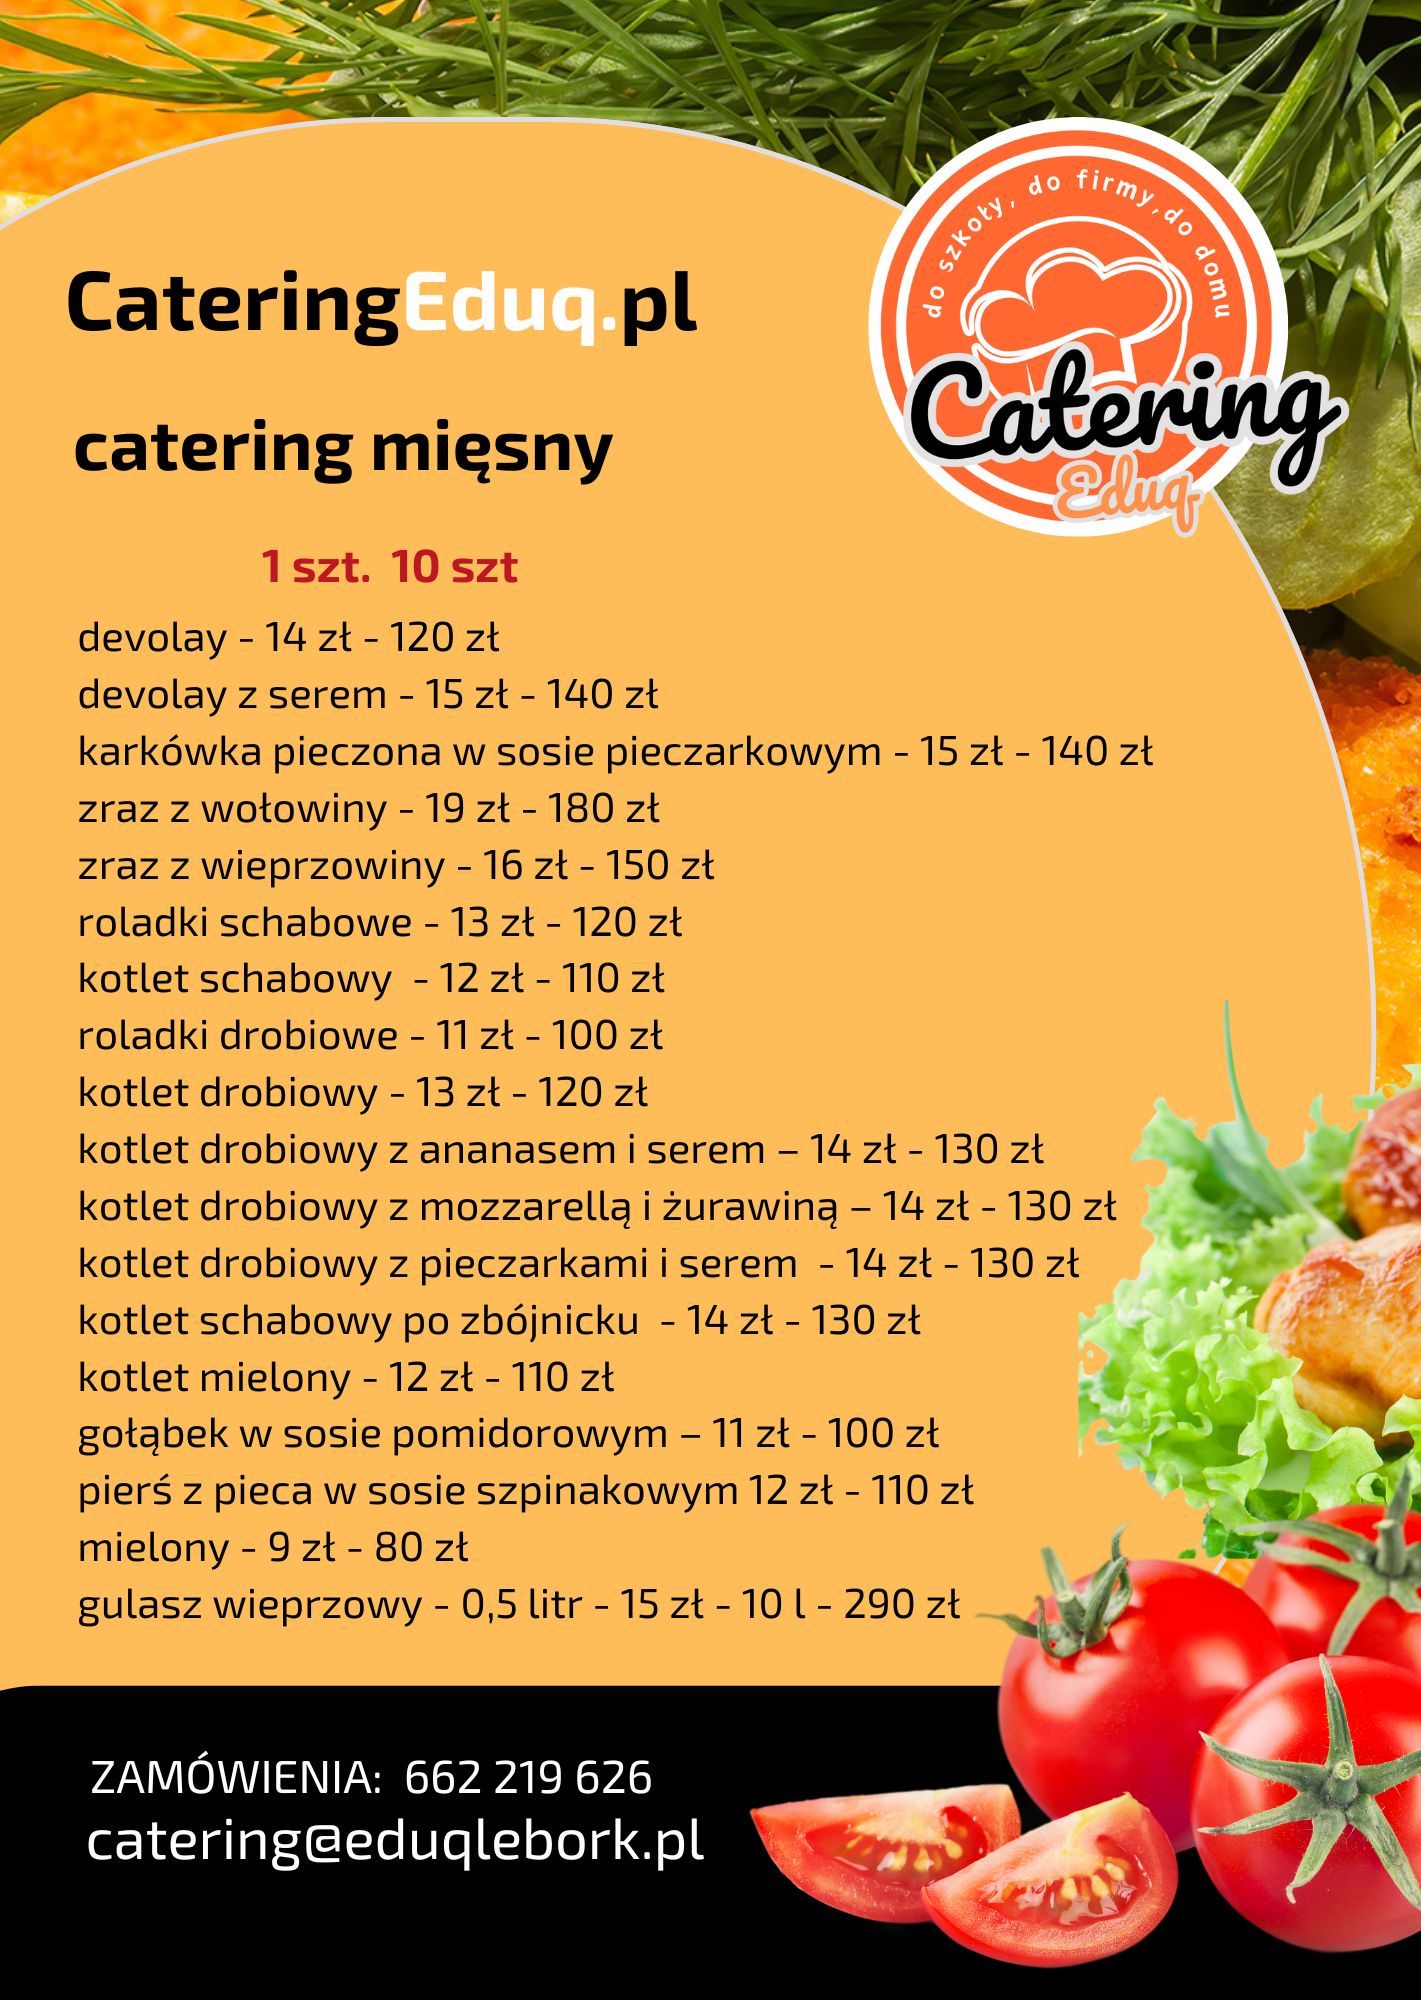 do szkoły, do firmy, do domu
Catering
Eduq
CateringEduq.pl
catering mięsny
1 szt.  10 szt
devolay - 14 zł - 120 zł
devolay z serem - 15 zł - 140 zł
karkówka pieczona w sosie pieczarkowym - 15 zł - 140 zł
zraz z wołowiny - 19 zł - 180 zł
zraz z wieprzowiny - 16 zł - 150 zł
roladki schabowe - 13 zł - 120 zł
kotlet schabowy  - 12 zł - 110 zł
roladki drobiowe - 11 zł - 100 zł
kotlet drobiowy - 13 zł - 120 zł
kotlet drobiowy z ananasem i serem – 14 zł - 130 zł
kotlet drobiowy z mozzarellą i żurawiną – 14 zł - 130 zł
kotlet drobiowy z pieczarkami i serem  - 14 zł - 130 zł
kotlet schabowy po zbójnicku  - 14 zł - 130 zł
kotlet mielony - 12 zł - 110 zł
gołąbek w sosie pomidorowym – 11 zł - 100 zł
pierś z pieca w sosie szpinakowym 12 zł - 110 zł
mielony - 9 zł - 80 zł
gulasz wieprzowy - 0,5 litr - 15 zł - 10 l - 290 zł
ZAMÓWIENIA:  662 219 626
catering@eduqlebork.pl